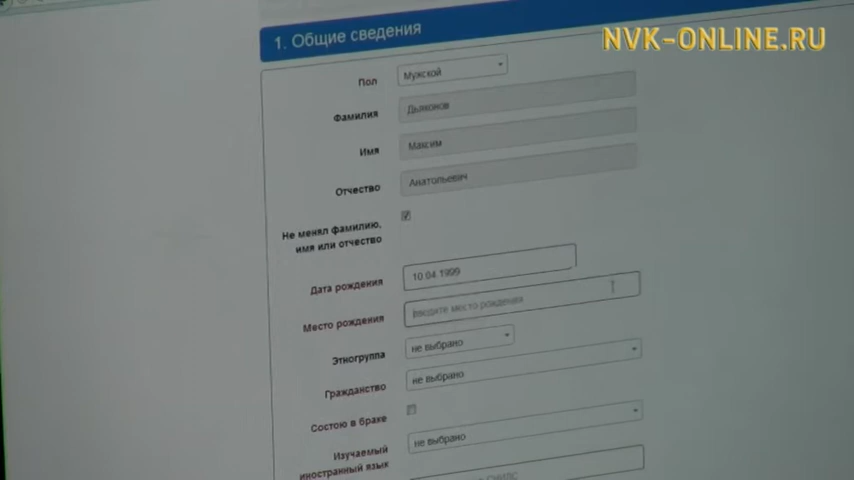 NVK-ONLINE.RU
1. Общие сведения
Пол Мужской
Фамилия Дьяконов
Имя Максим
Отчество Анатольевич
Не менял фамилию,
имя или отчество
Дата рождения 10.04.1999
Место рождения Введите место рождения
Этногруппа не выбрано
Гражданство не выбрано
Состою в браке
Изучаемый
иностранный язык не выбрано
СНИЛС